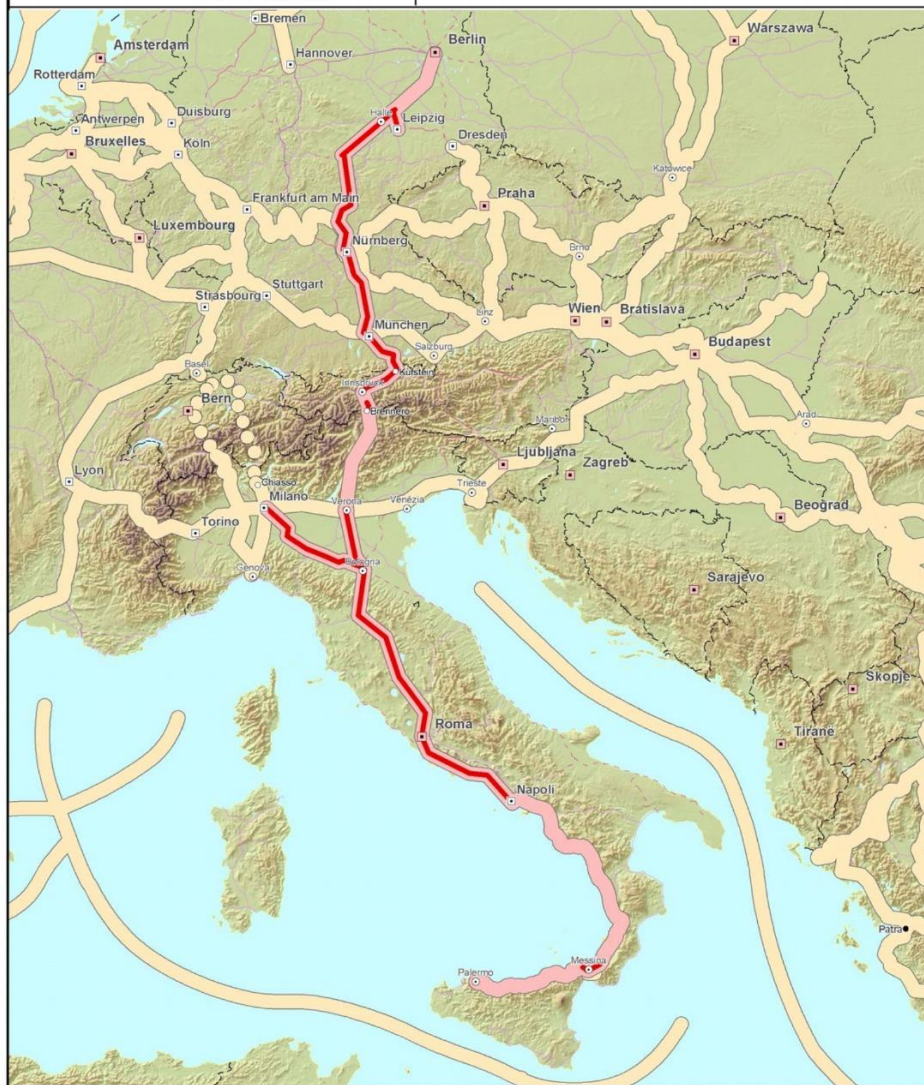 Bremen
Warszawa
Berlin
Amsterdam
Hannover
Rotterdam
Halle
Duisburg
Leipzig
Antwerpen
Dresden
Bruxelles
Köln
Katowice
Praha
Frankfurt am Main
Luxembourg
Nürnberg
Brno
Stuttgart
Strasbourg
Wien
Bratislava
Linz
München
Budapest
Salzburg
Basel
Kufstein
Innsbruck
Bern
Brennero
Arad
Maribor
Ljubljana
Zagreb
Lyon
Chiasso
Trieste
Milano
Verona
Venezia
Beograd
Torino
Bologna
Genova
Sarajevo
Skopje
Roma
Tiranë
Napoli
Patra
Messina
Palermo